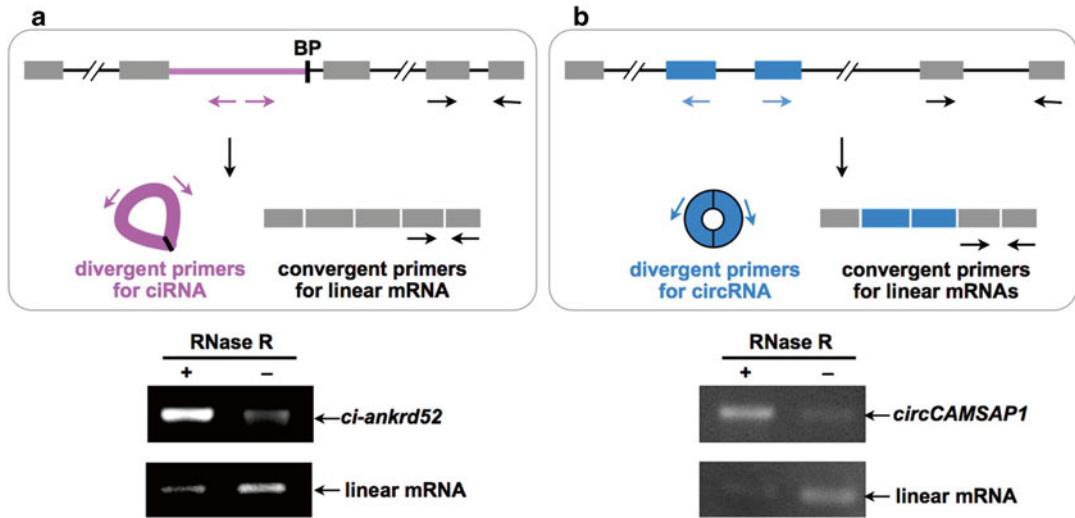 a
BP
divergent primers
for ciRNA
convergent primers
for linear mRNA
RNase R
+ –
ci-ankrd52
linear mRNA
b
divergent primers
for circRNA
convergent primers
for linear mRNAs
RNase R
+ –
circCAMSAP1
linear mRNA